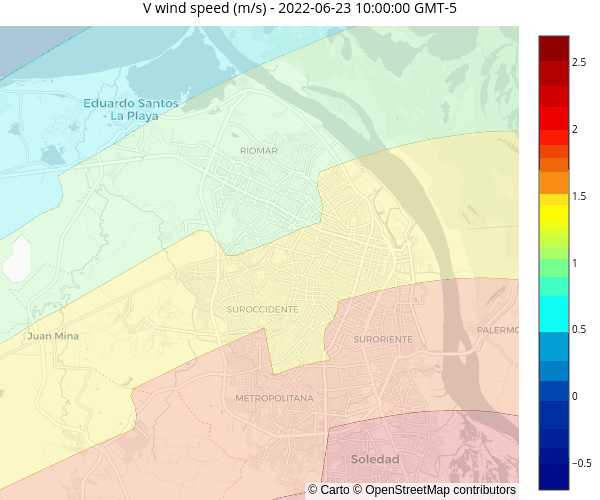 V wind speed (m/s) - 2022-06-23 10:00:00 GMT-5
2.5
Eduardo Santos
- La Playa
2
RIOMAR
1.5
1
SUROCCIDENTE
0.5
Juan Mina
SURORIENTE
PALERMO
METROPOLITANA
0
Soledad
−0.5
© Carto © OpenStreetMap contributors